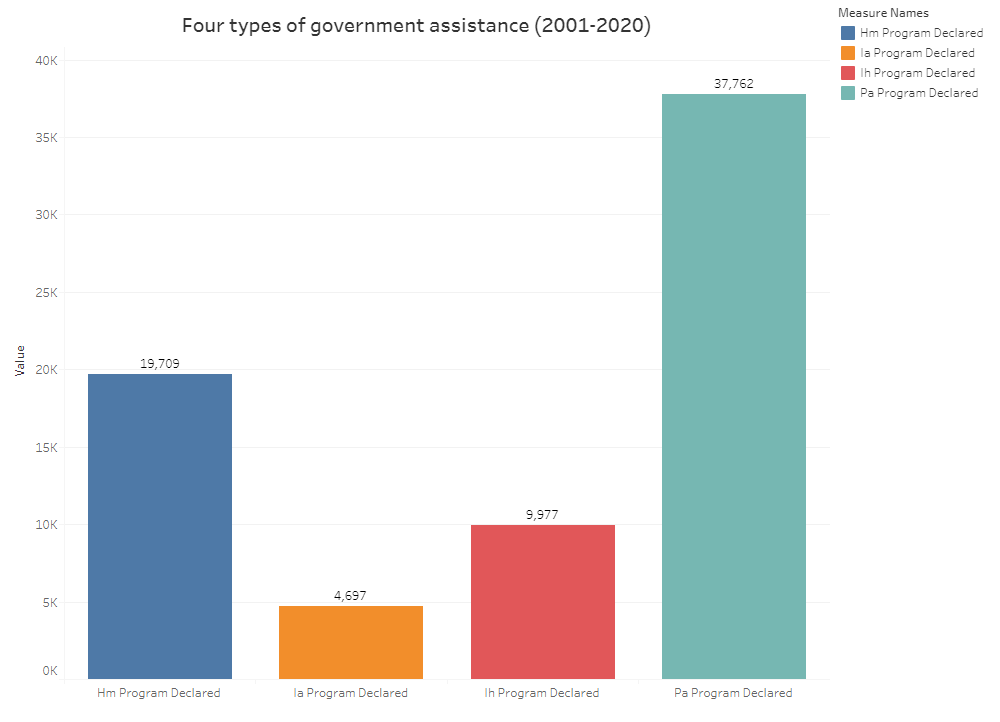 Four types of government assistance (2001-2020)
Measure Names
Hm Program Declared
Ia Program Declared
Ih Program Declared
Pa Program Declared
Value
40K
35K
30K
25K
20K
15K
10K
5K
0K
19,709
4,697
9,977
37,762
Hm Program Declared
Ia Program Declared
Ih Program Declared
Pa Program Declared